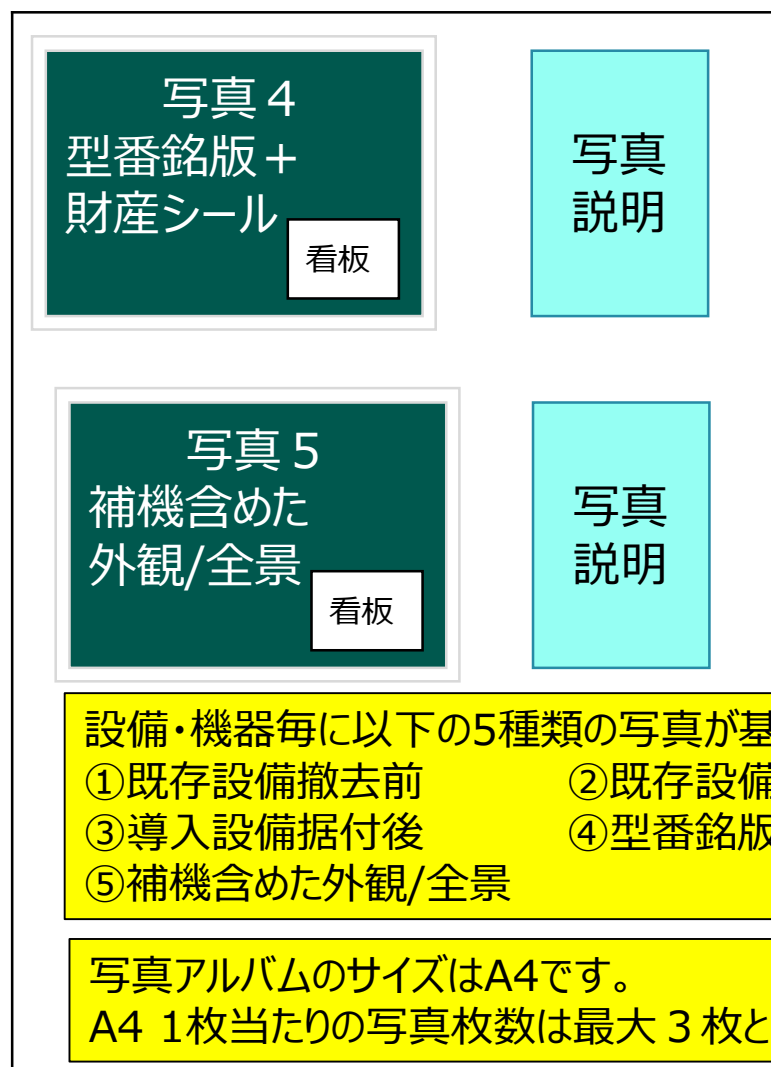 写真４
型番銘版＋
財産シール
看板
写真
説明
写真５
補機含めた
外観/全景
看板
写真
説明
設備・機器毎に以下の5種類の写真が基
①既存設備撤去前 ②既存設備
③導入設備据付後 ④型番銘版
⑤補機含めた外観/全景
写真アルバムのサイズはA4です。
A4 1枚当たりの写真枚数は最大３枚と